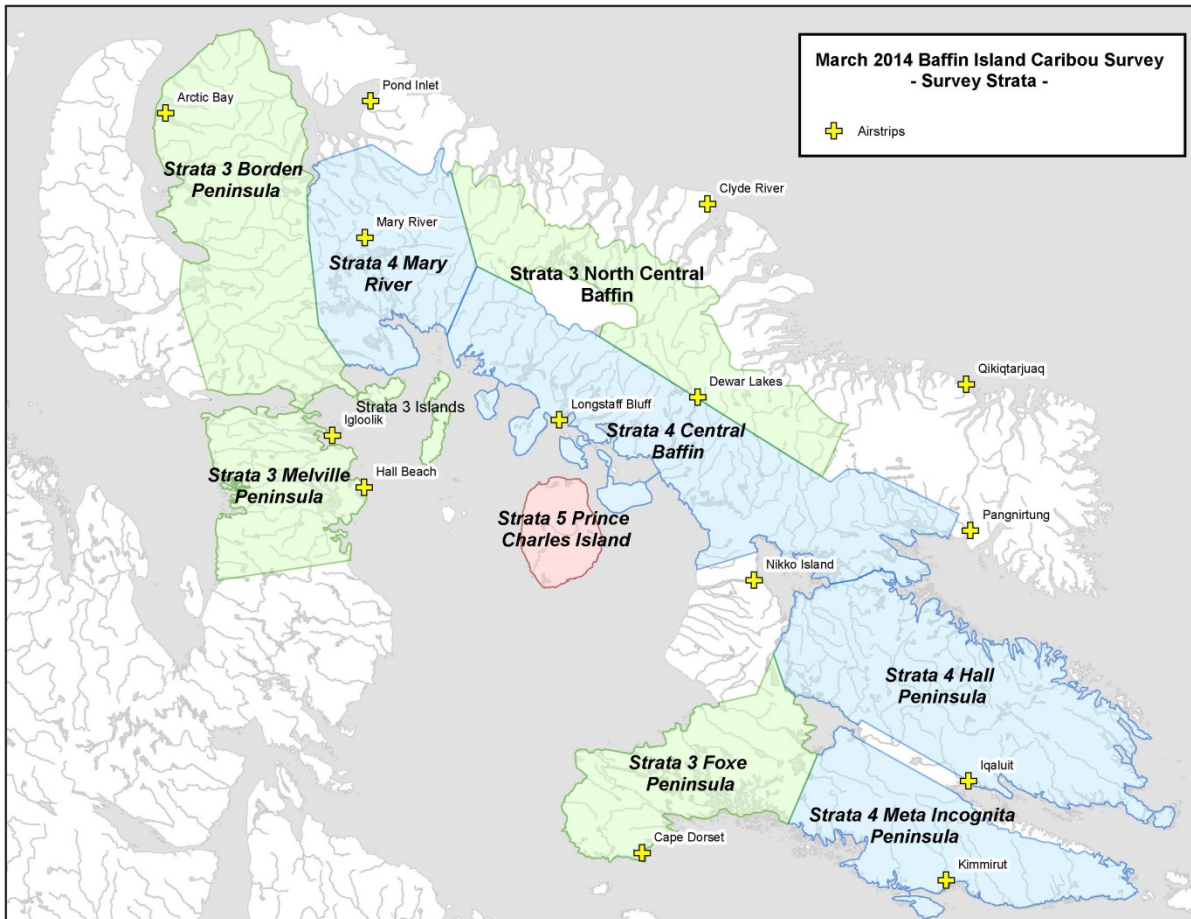 March 2014 Baffin Island Caribou Survey
- Survey Strata -
Airstrips
Pond Inlet
Arctic Bay
Strata 3 Borden
Peninsula
Clyde River
Mary River
Strata 4 Mary
River
Strata 3 North Central
Baffin
Qikiqtarjuaq
Dewar Lakes
Strata 3 Islands
Longstaff Bluff
Igloolik
Strata 4 Central
Baffin
Strata 3 Melville
Peninsula
Hall Beach
Strata 5 Prince
Charles Island
Pangnirtung
Nikko Island
Strata 4 Hall
Peninsula
Strata 3 Foxe
Peninsula
Iqaluit
Strata 4 Meta Incognita
Peninsula
Cape Dorset
Kimmirut